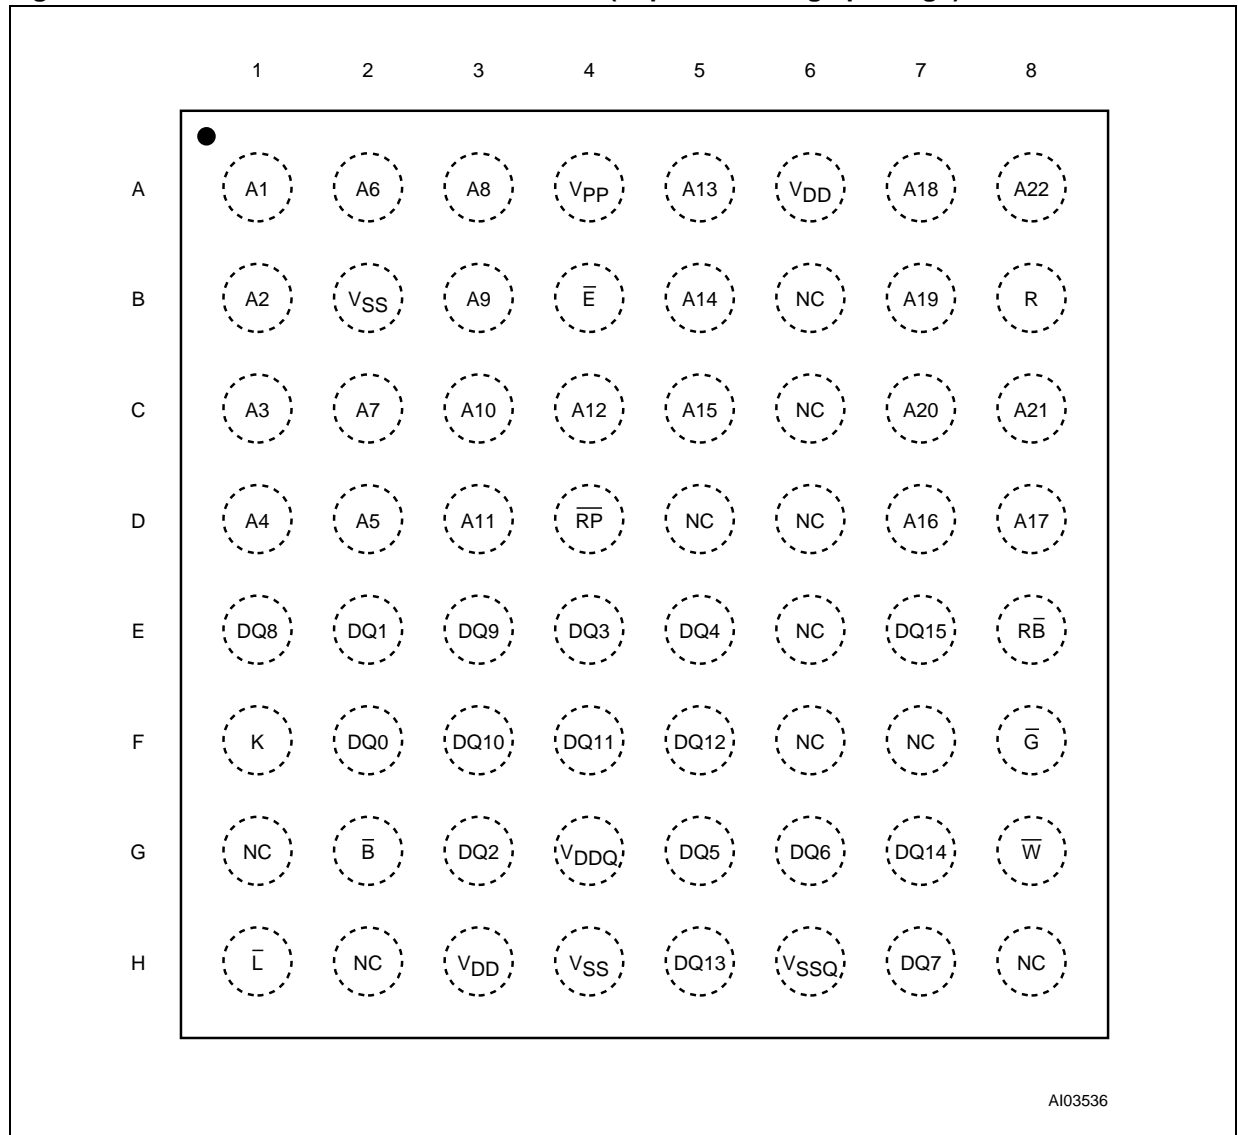 1 2 3 4 5 6 7 8
A A1 A6 A8 VPP A13 VDD A18 A22
B A2 VSS A9 E̅ A14 NC A19 R
C A3 A7 A10 A12 A15 NC A20 A21
D A4 A5 A11 R̅P̅ NC NC A16 A17
E DQ8 DQ1 DQ9 DQ3 DQ4 NC DQ15 RB̅
F K DQ0 DQ10 DQ11 DQ12 NC NC G̅
G NC B̅ DQ2 VDDQ DQ5 DQ6 DQ14 W̅
H L̅ NC VDD VSS DQ13 VSSQ DQ7 NC
AI03536